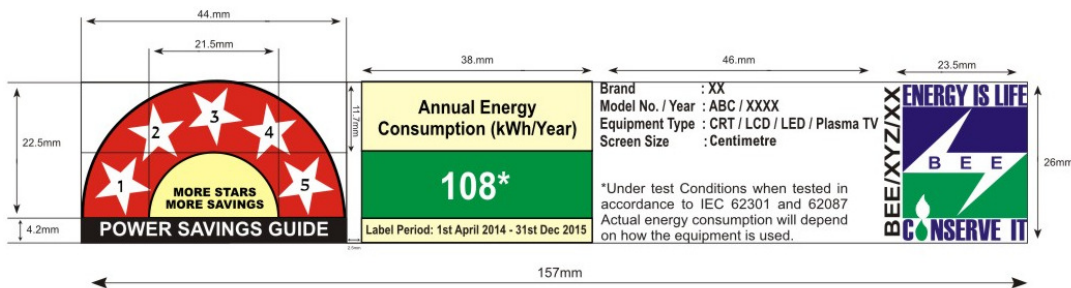 44.mm
21.5mm
38.mm
46.mm
23.5mm
22.5mm
11.7mm
1
2
3
4
5
MORE STARS
MORE SAVINGS
4.2mm
POWER SAVINGS GUIDE
2.5mm
Annual Energy
Consumption (kWh/Year)
108*
Label Period: 1st April 2014 - 31st Dec 2015
Brand : XX
Model No. / Year : ABC / XXXX
Equipment Type : CRT / LCD / LED / Plasma TV
Screen Size : Centimetre
*Under test Conditions when tested in
accordance to IEC 62301 and 62087
Actual energy consumption will depend
on how the equipment is used.
BEE/XYZ/XX
ENERGY IS LIFE
BEE
CONSERVE IT
26mm
157mm